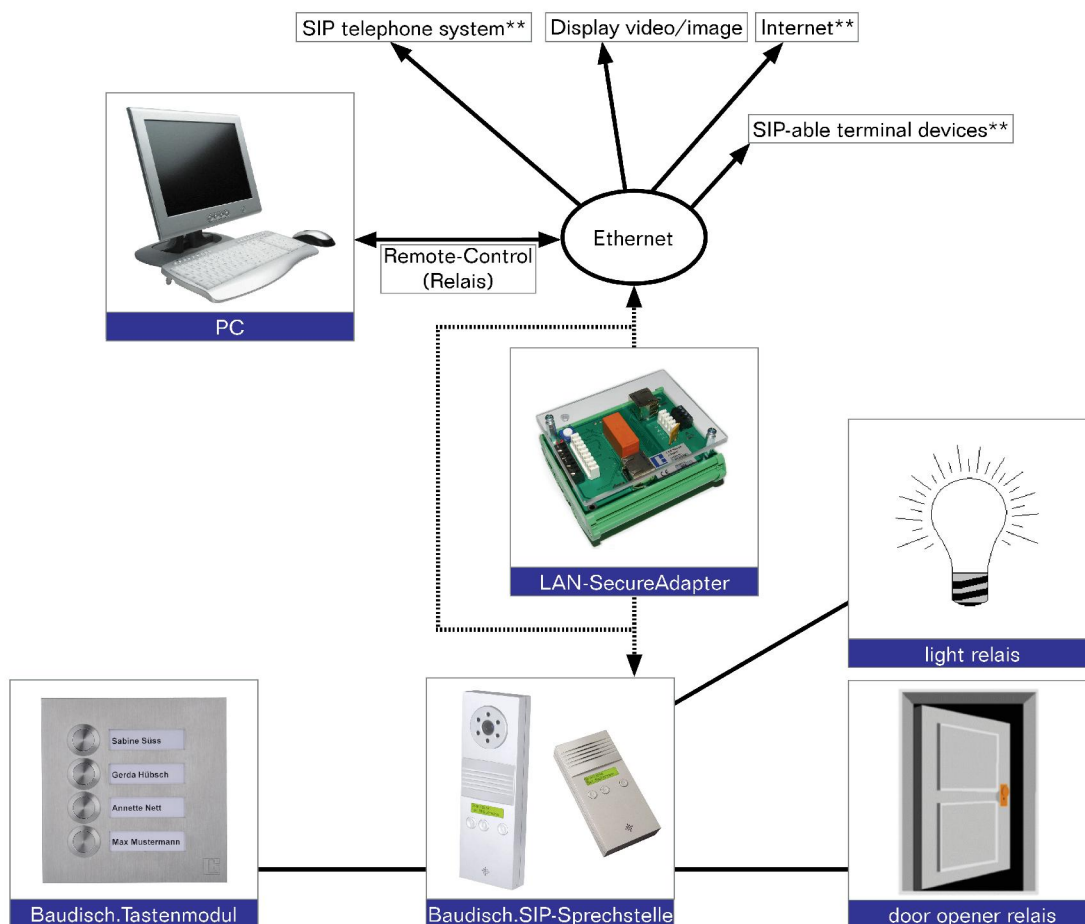 SIP telephone system**
Display video/image
Internet**
SIP-able terminal devices**
Ethernet
Remote-Control
(Relais)
PC
LAN-SecureAdapter
light relais
Sabine Süss
Gerda Hübsch
Annette Nett
Max Mustermann
Baudisch.Tastenmodul
Baudisch.SIP-Sprechstelle
door opener relais